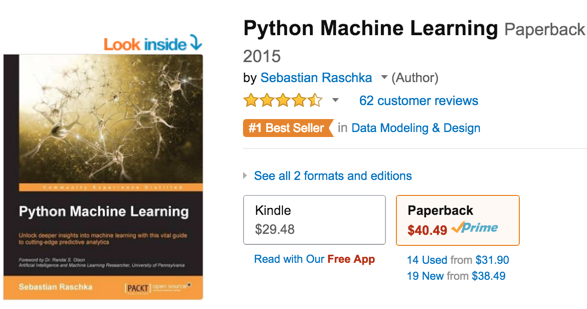 Look inside
Community Experience Distilled
Python Machine Learning
Unlock deeper insights into machine learning with this vital guide
to cutting-edge predictive analytics
Foreword by Dr. Randal S. Olson
Artificial Intelligence and Machine Learning Researcher, University of Pennsylvania
Sebastian Raschka
[PACKT] open source*
Python Machine Learning Paperback
2015
by Sebastian Raschka (Author)
62 customer reviews
#1 Best Seller in Data Modeling & Design
See all 2 formats and editions
Kindle
$29.48
Read with Our Free App
Paperback
$40.49 Prime
14 Used from $31.90
19 New from $38.49